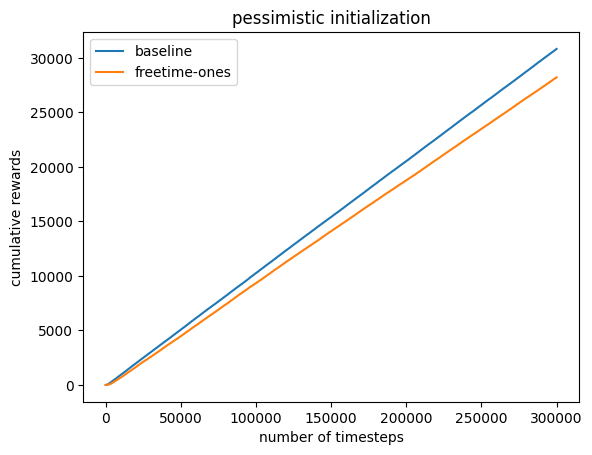 pessimistic initialization
baseline
freetime-ones
cumulative rewards
30000
25000
20000
15000
10000
5000
0
0 50000 100000 150000 200000 250000 300000
number of timesteps